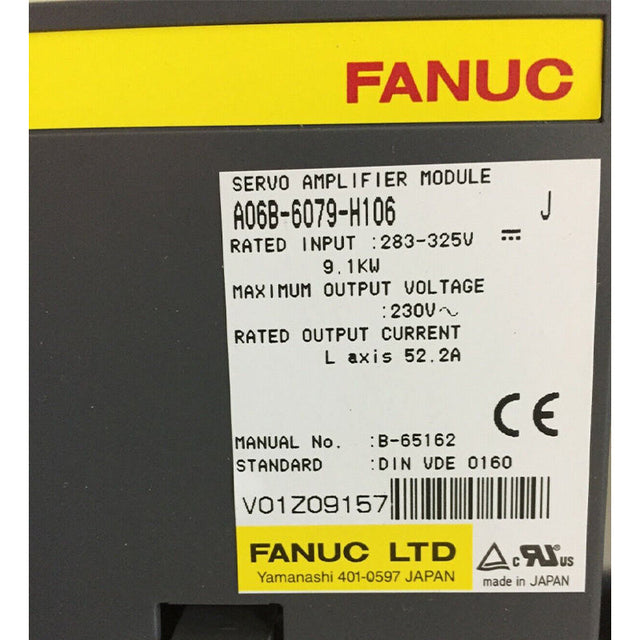 FANUC
SERVO AMPLIFIER MODULE
A06B-6079-H106 J
RATED INPUT :283-325V ⎓
9.1KW
MAXIMUM OUTPUT VOLTAGE
:230V～
RATED OUTPUT CURRENT
L axis 52.2A
CE
MANUAL No. :B-65162
STANDARD :DIN VDE 0160
V01Z09157
FANUC LTD
Yamanashi 401-0597 JAPAN
c RU US
made in JAPAN